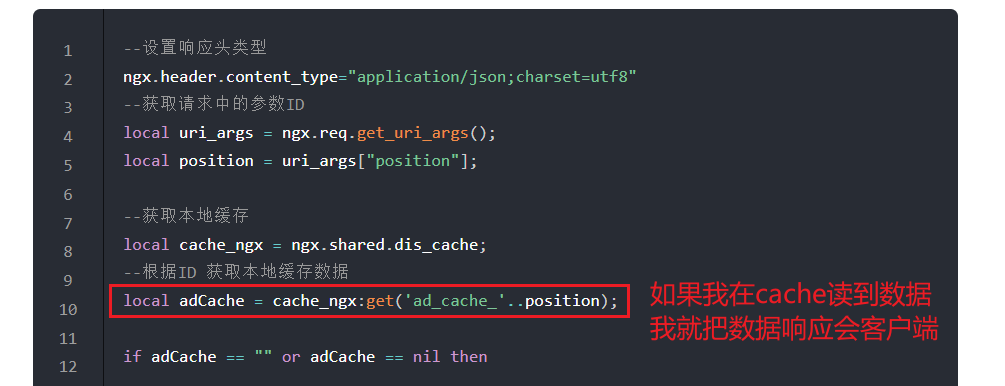 1 --设置响应头类型
2 ngx.header.content_type="application/json;charset=utf8"
3 --获取请求中的参数ID
4 local uri_args = ngx.req.get_uri_args();
5 local position = uri_args["position"];
6
7 --获取本地缓存
8 local cache_ngx = ngx.shared.dis_cache;
9 --根据ID 获取本地缓存数据
10 local adCache = cache_ngx:get('ad_cache_'..position);
如果我在cache读到数据
我就把数据响应会客户端
11
12 if adCache == "" or adCache == nil then